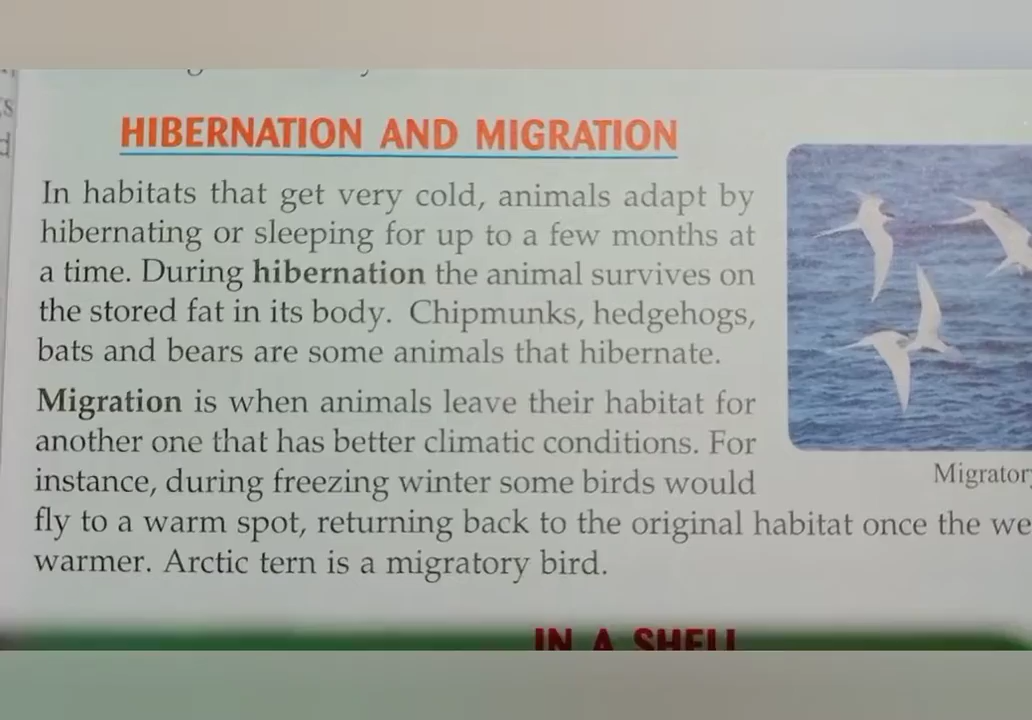 HIBERNATION AND MIGRATION
In habitats that get very cold, animals adapt by
hibernating or sleeping for up to a few months at
a time. During hibernation the animal survives on
the stored fat in its body. Chipmunks, hedgehogs,
bats and bears are some animals that hibernate.
Migration is when animals leave their habitat for
another one that has better climatic conditions. For
instance, during freezing winter some birds would
Migratory
fly to a warm spot, returning back to the original habitat once the we
warmer. Arctic tern is a migratory bird.
IN A SHELL